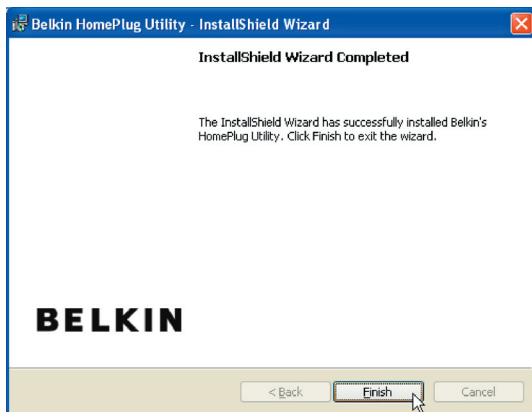 Belkin HomePlug Utility - InstallShield Wizard
InstallShield Wizard Completed
The InstallShield Wizard has successfully installed Belkin's
HomePlug Utility. Click Finish to exit the wizard.
BELKIN
< Back
Finish
Cancel